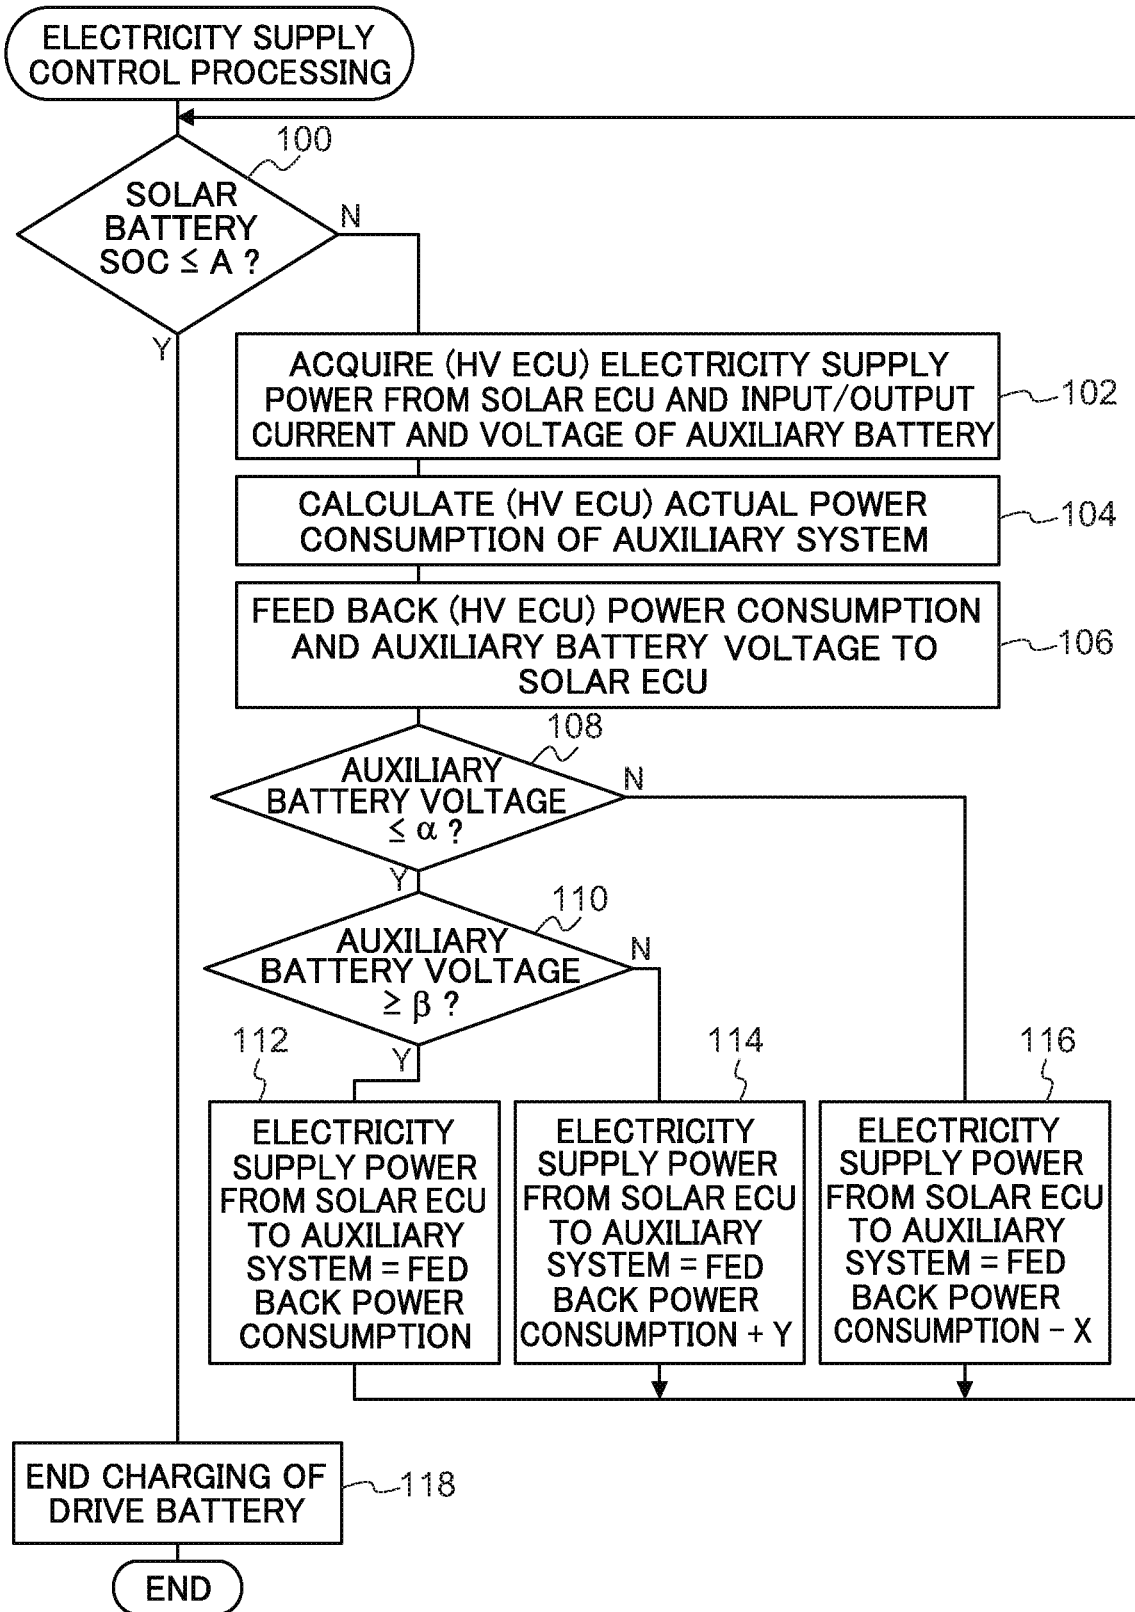 ELECTRICITY SUPPLY
CONTROL PROCESSING
100
SOLAR
BATTERY
SOC ≤ A ?
N
Y
ACQUIRE (HV ECU) ELECTRICITY SUPPLY
POWER FROM SOLAR ECU AND INPUT/OUTPUT
CURRENT AND VOLTAGE OF AUXILIARY BATTERY
102
CALCULATE (HV ECU) ACTUAL POWER
CONSUMPTION OF AUXILIARY SYSTEM
104
FEED BACK (HV ECU) POWER CONSUMPTION
AND AUXILIARY BATTERY VOLTAGE TO
SOLAR ECU
106
108
AUXILIARY
BATTERY VOLTAGE
≤ α ?
N
Y
110
AUXILIARY
BATTERY VOLTAGE
≥ β ?
N
Y
112
ELECTRICITY
SUPPLY POWER
FROM SOLAR ECU
TO AUXILIARY
SYSTEM = FED
BACK POWER
CONSUMPTION
114
ELECTRICITY
SUPPLY POWER
FROM SOLAR ECU
TO AUXILIARY
SYSTEM = FED
BACK POWER
CONSUMPTION + Y
116
ELECTRICITY
SUPPLY POWER
FROM SOLAR ECU
TO AUXILIARY
SYSTEM = FED
BACK POWER
CONSUMPTION − X
END CHARGING OF
DRIVE BATTERY
118
END